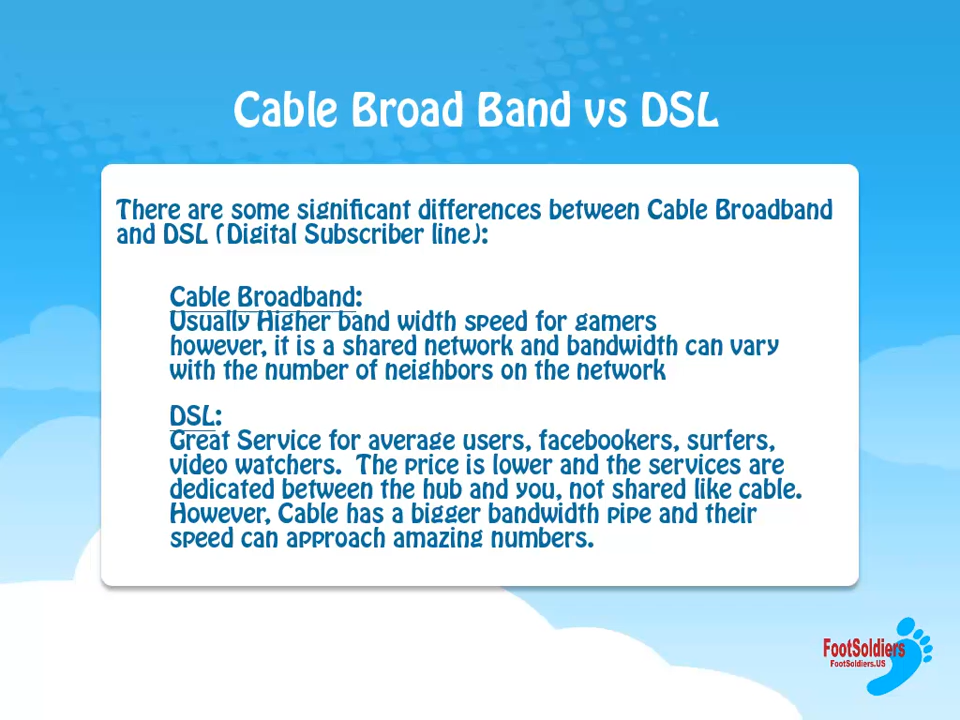 Cable Broad Band vs DSL
There are some significant differences between Cable Broadband
and DSL (Digital Subscriber line):
Cable Broadband:
Usually Higher band width speed for gamers
however, it is a shared network and bandwidth can vary
with the number of neighbors on the network
DSL:
Great Service for average users, facebookers, surfers,
video watchers.  The price is lower and the services are
dedicated between the hub and you, not shared like cable.
However, Cable has a bigger bandwidth pipe and their
speed can approach amazing numbers.
FootSoldiers
FootSoldiers.US